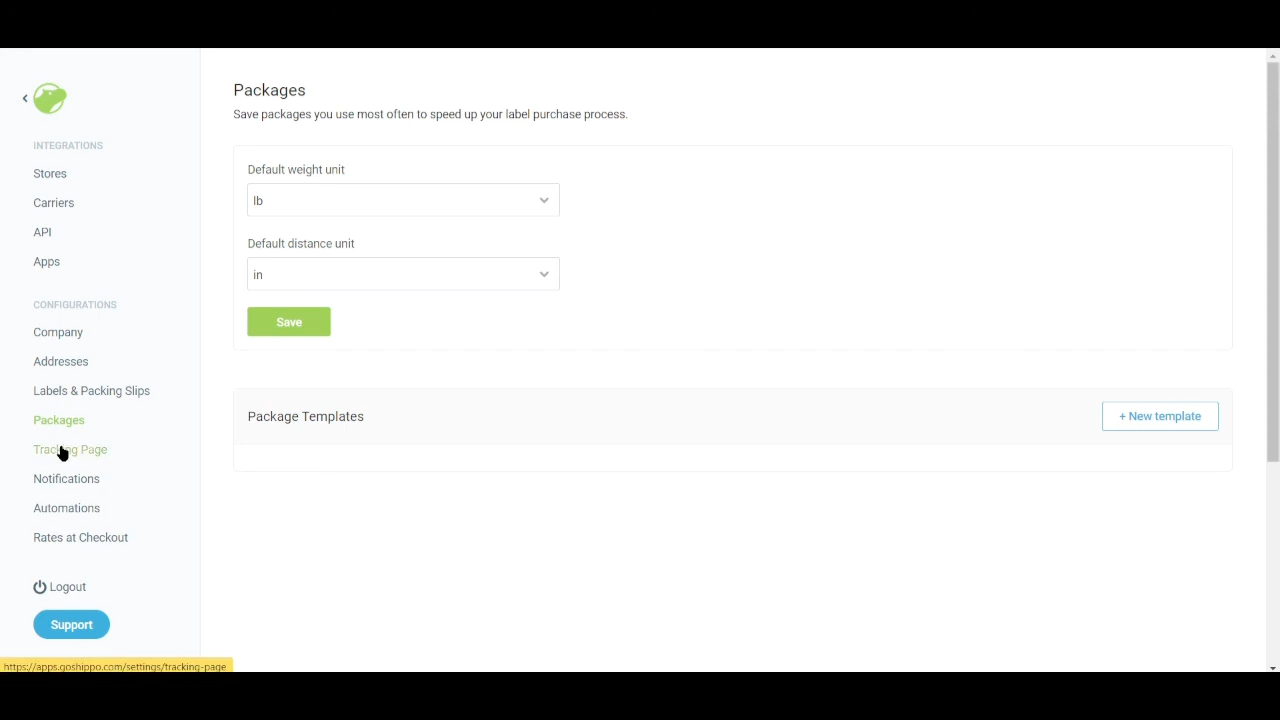 INTEGRATIONS
Stores
Carriers
API
Apps
CONFIGURATIONS
Company
Addresses
Labels & Packing Slips
Packages
Tracking Page
Notifications
Automations
Rates at Checkout
Logout
Support
https://apps.goshippo.com/settings/tracking-page
Packages
Save packages you use most often to speed up your label purchase process.
Default weight unit
lb
Default distance unit
in
Save
Package Templates
+ New template